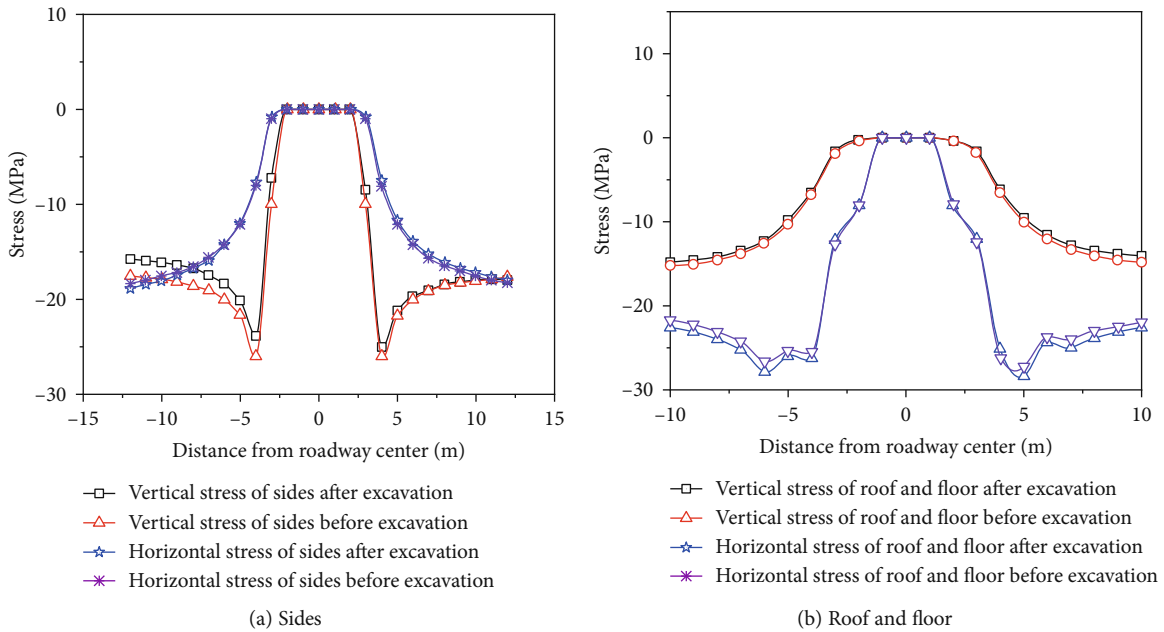 10
0
−10
−20
−30
Stress (MPa)
−15
−10
−5
0
5
10
15
Distance from roadway center (m)
Vertical stress of sides after excavation
Vertical stress of sides before excavation
Horizontal stress of sides after excavation
Horizontal stress of sides before excavation
(a) Sides
10
0
−10
−20
−30
Stress (MPa)
−10
−5
0
5
10
Distance from roadway center (m)
Vertical stress of roof and floor after excavation
Vertical stress of roof and floor before excavation
Horizontal stress of roof and floor after excavation
Horizontal stress of roof and floor before excavation
(b) Roof and floor